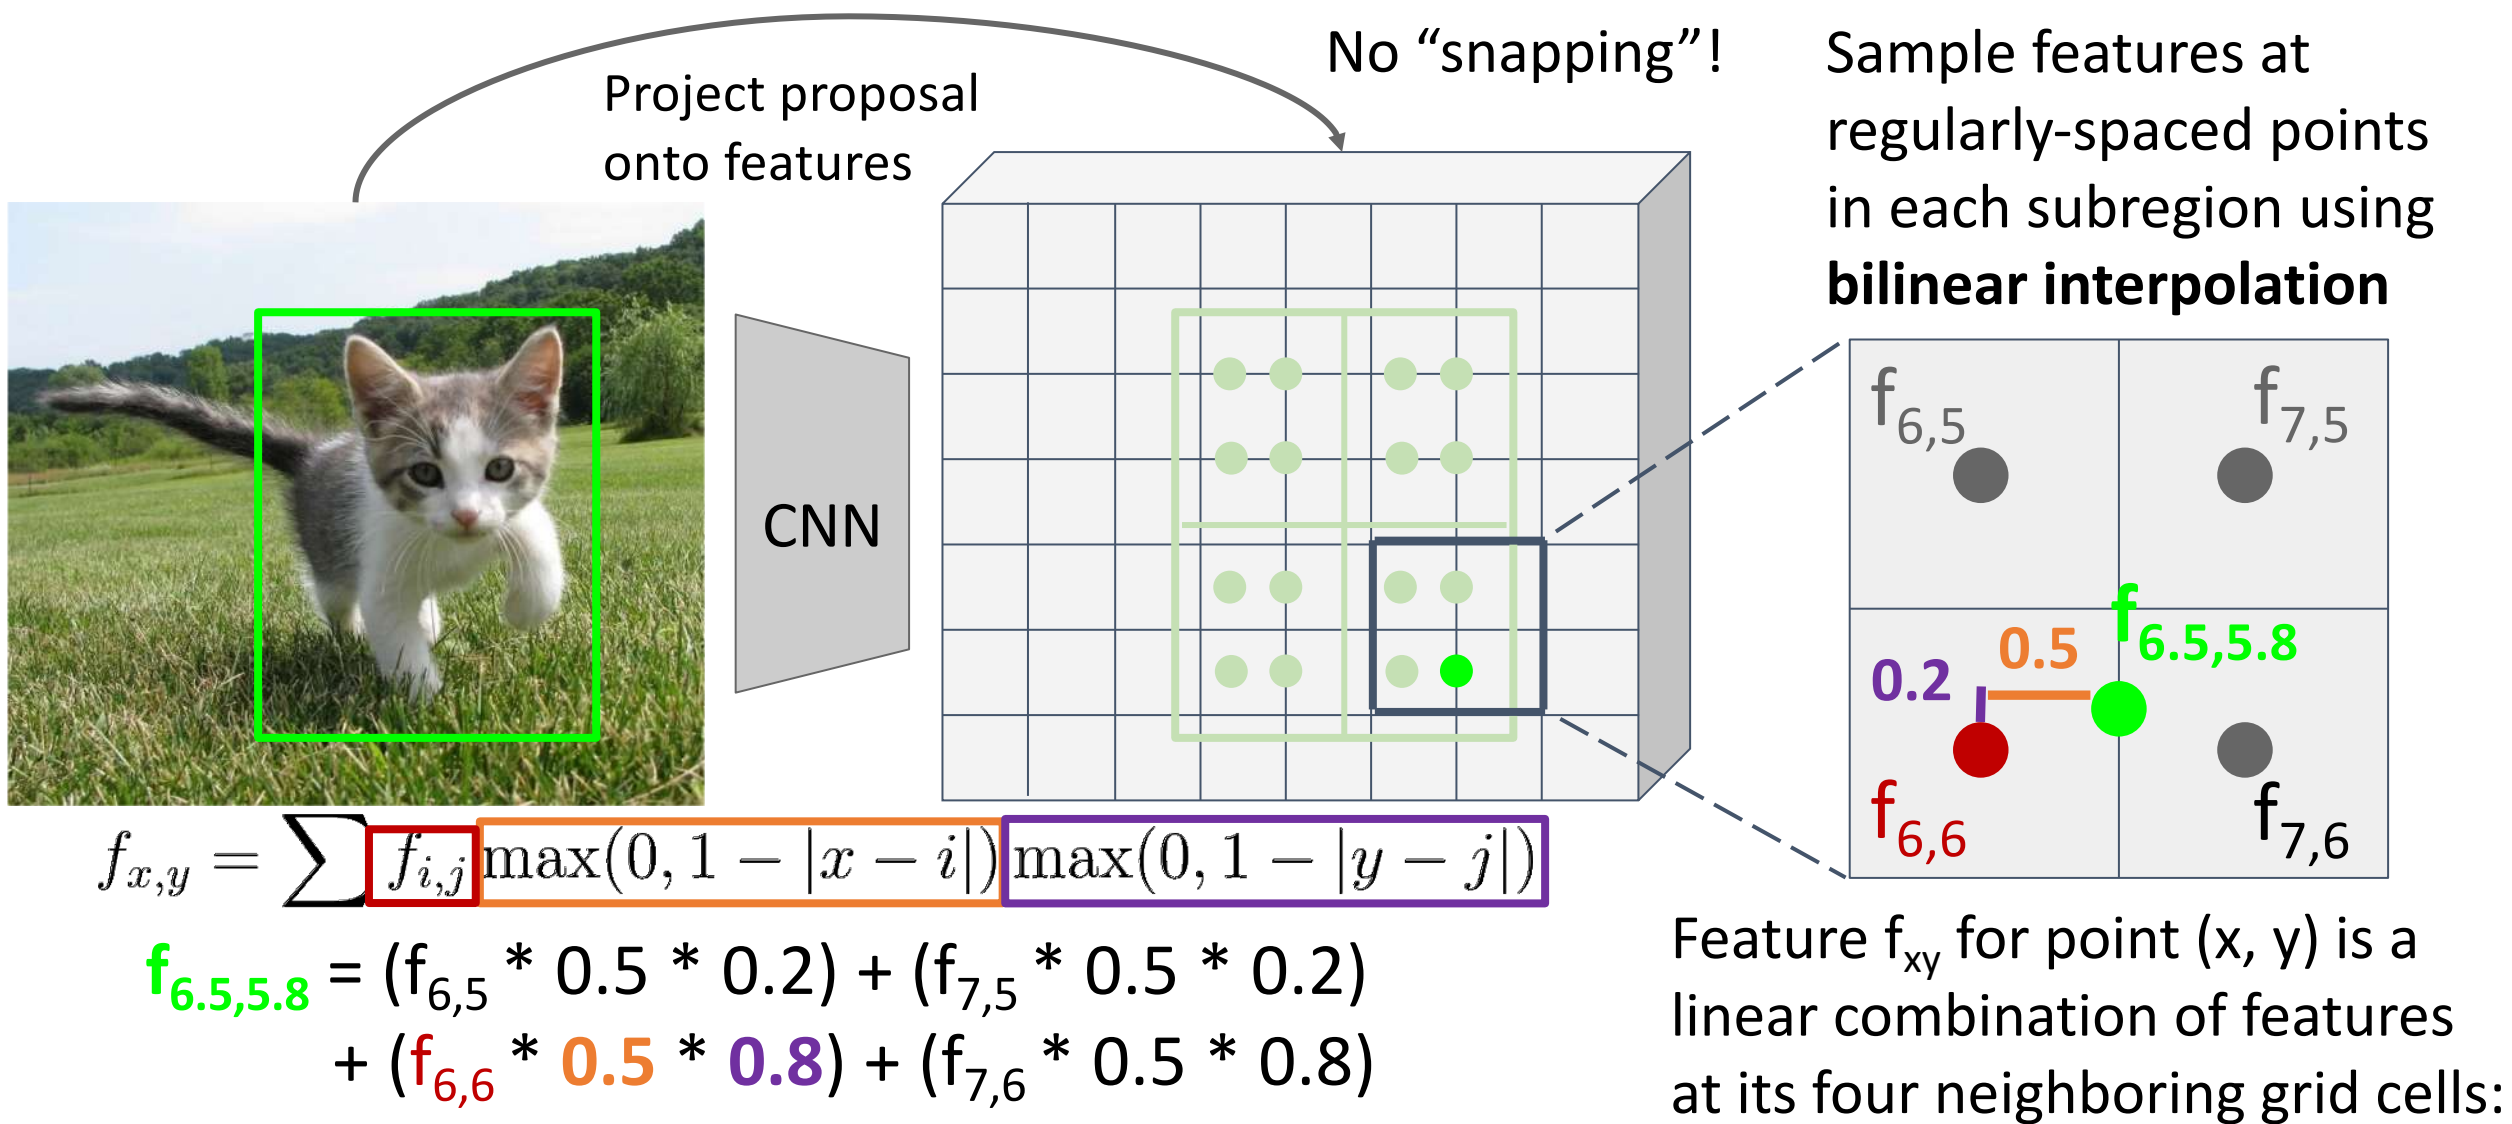 No “snapping”!
Project proposal
onto features
CNN
Sample features at
regularly-spaced points
in each subregion using
bilinear interpolation
f6,5
f7,5
f6.5,5.8
0.5
0.2
f6,6
f7,6
f_{x,y} = ∑ f_{i,j} max(0, 1 − |x − i|) max(0, 1 − |y − j|)
f6.5,5.8 = (f6,5 * 0.5 * 0.2) + (f7,5 * 0.5 * 0.2)
+ (f6,6 * 0.5 * 0.8) + (f7,6 * 0.5 * 0.8)
Feature fxy for point (x, y) is a
linear combination of features
at its four neighboring grid cells: